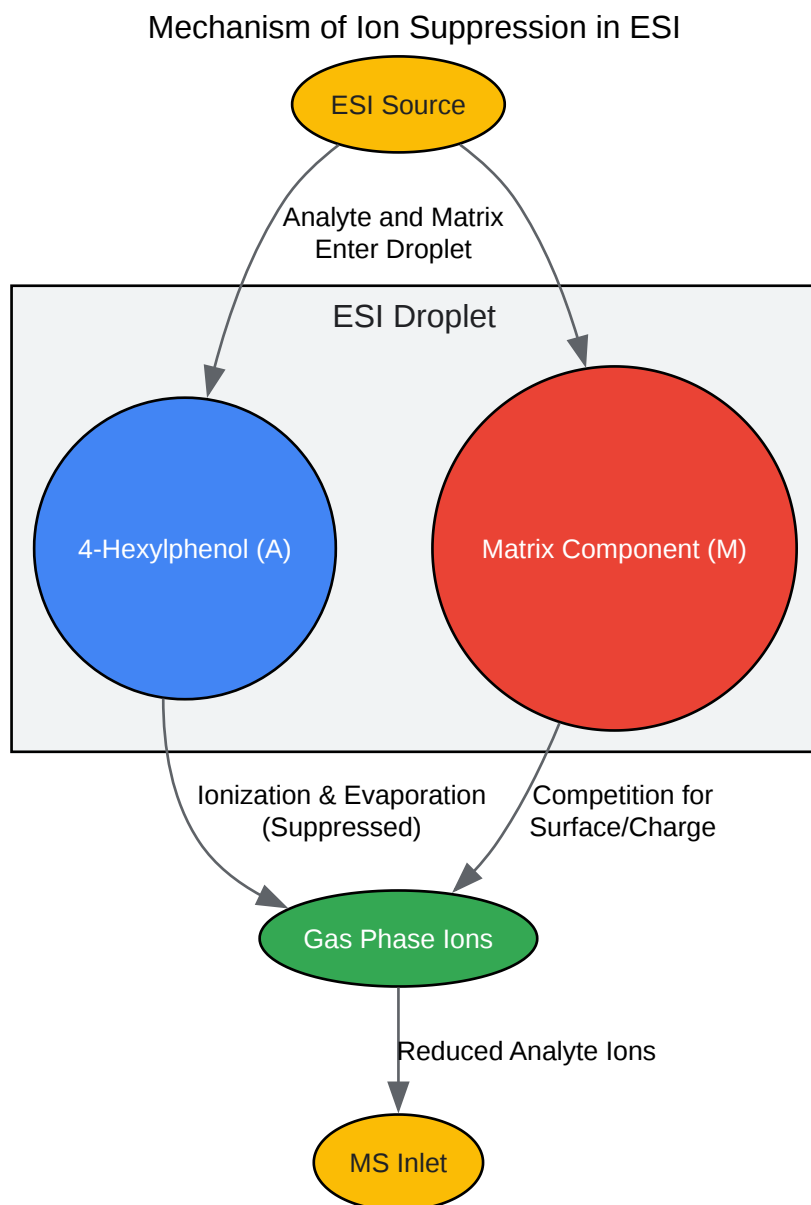 Mechanism of Ion Suppression in ESI
ESI Source
Analyte and Matrix
Enter Droplet
ESI Droplet
4-Hexylphenol (A)
Matrix Component (M)
Ionization & Evaporation
(Suppressed)
Competition for
Surface/Charge
Gas Phase Ions
Reduced Analyte Ions
MS Inlet